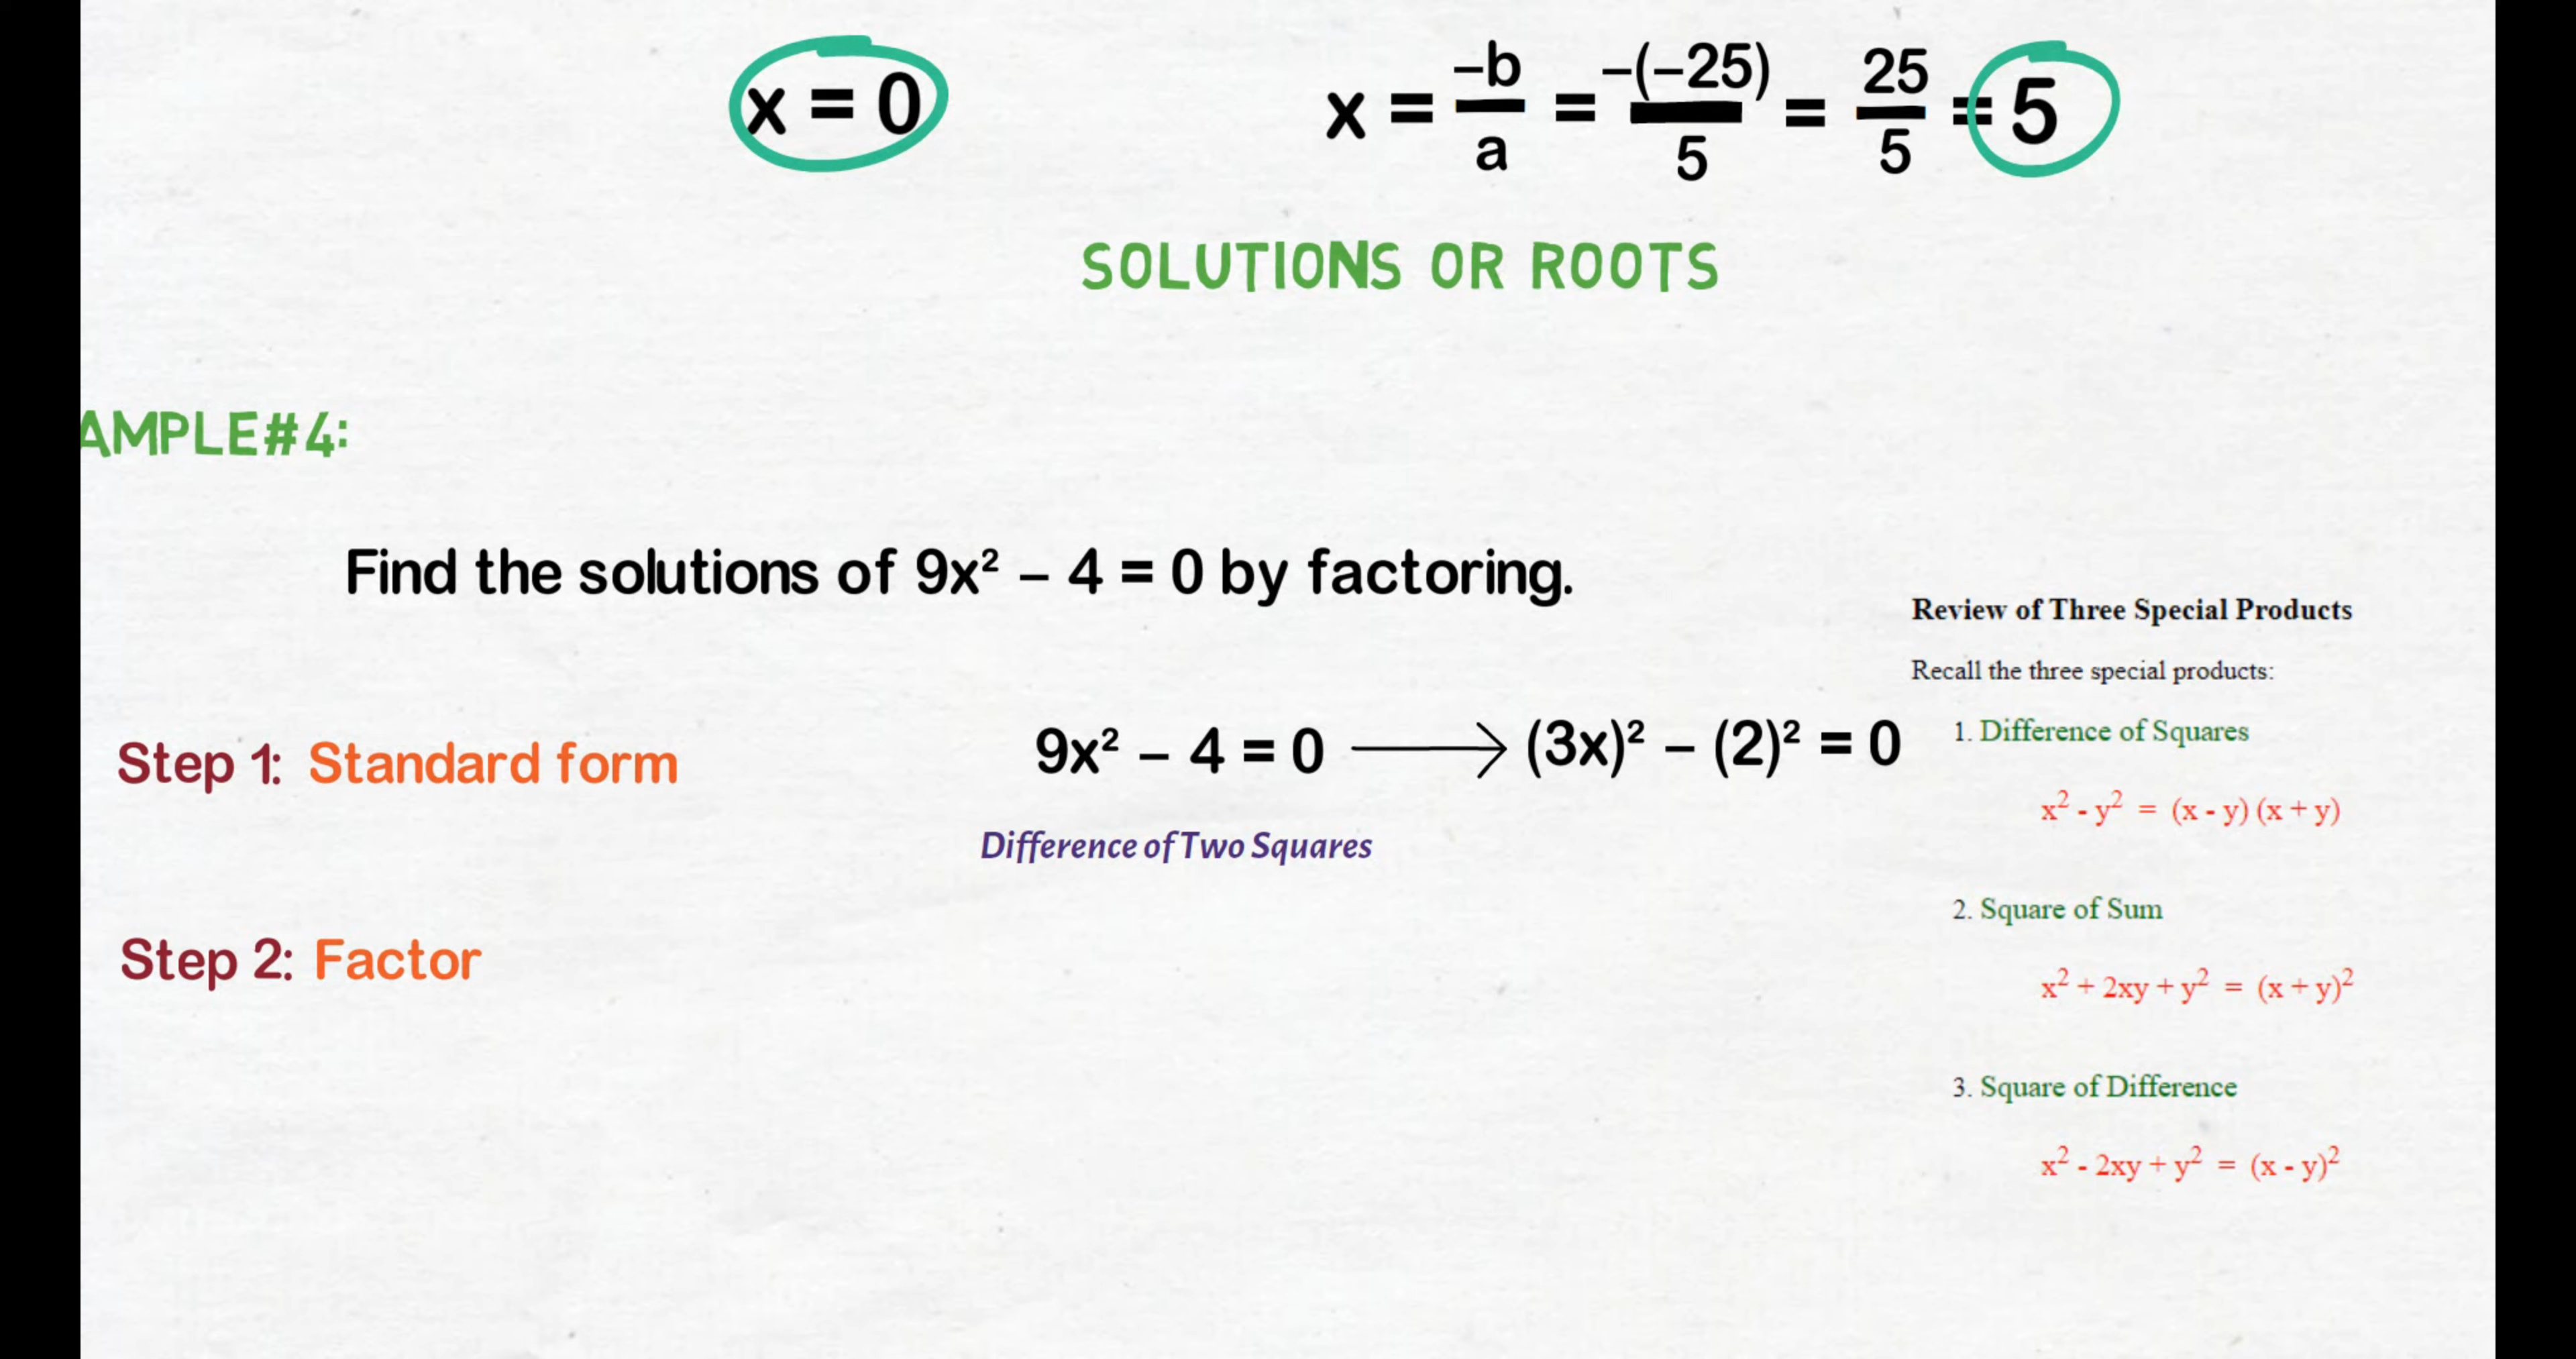 x = 0
x = –b/a = –(–25)/5 = 25/5 = 5
SOLUTIONS OR ROOTS
AMPLE#4:
Find the solutions of 9x² – 4 = 0 by factoring.
Review of Three Special Products
Recall the three special products:
Step 1: Standard form
9x² – 4 = 0 ⟶ (3x)² – (2)² = 0
1. Difference of Squares
x² - y² = (x - y) (x + y)
Difference of Two Squares
2. Square of Sum
Step 2: Factor
x² + 2xy + y² = (x + y)²
3. Square of Difference
x² - 2xy + y² = (x - y)²